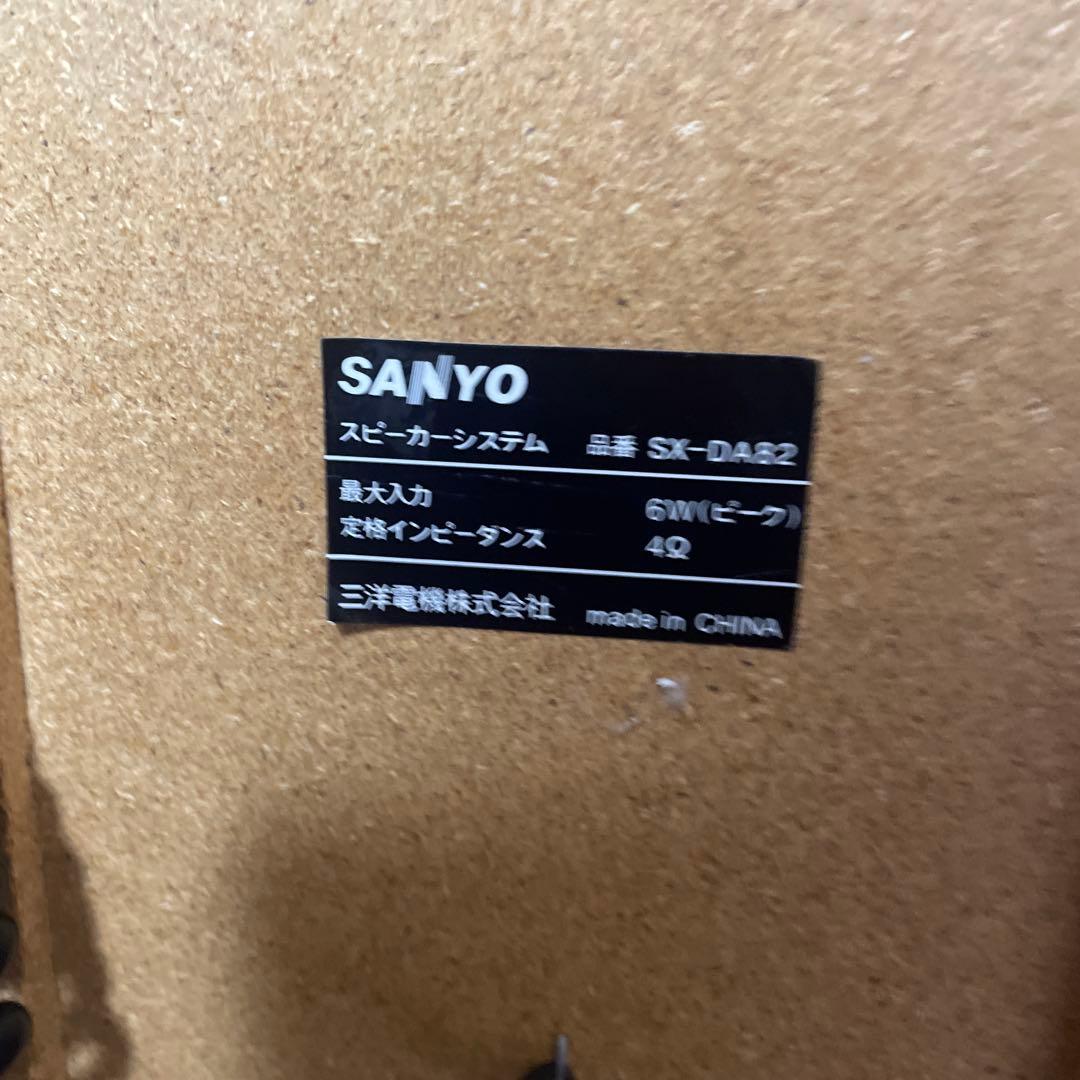 SANYO
スピーカーシステム 品番 SX-DA82
最大入力 6W(ピーク)
定格インピーダンス 4Ω
三洋電機株式会社 made in CHINA